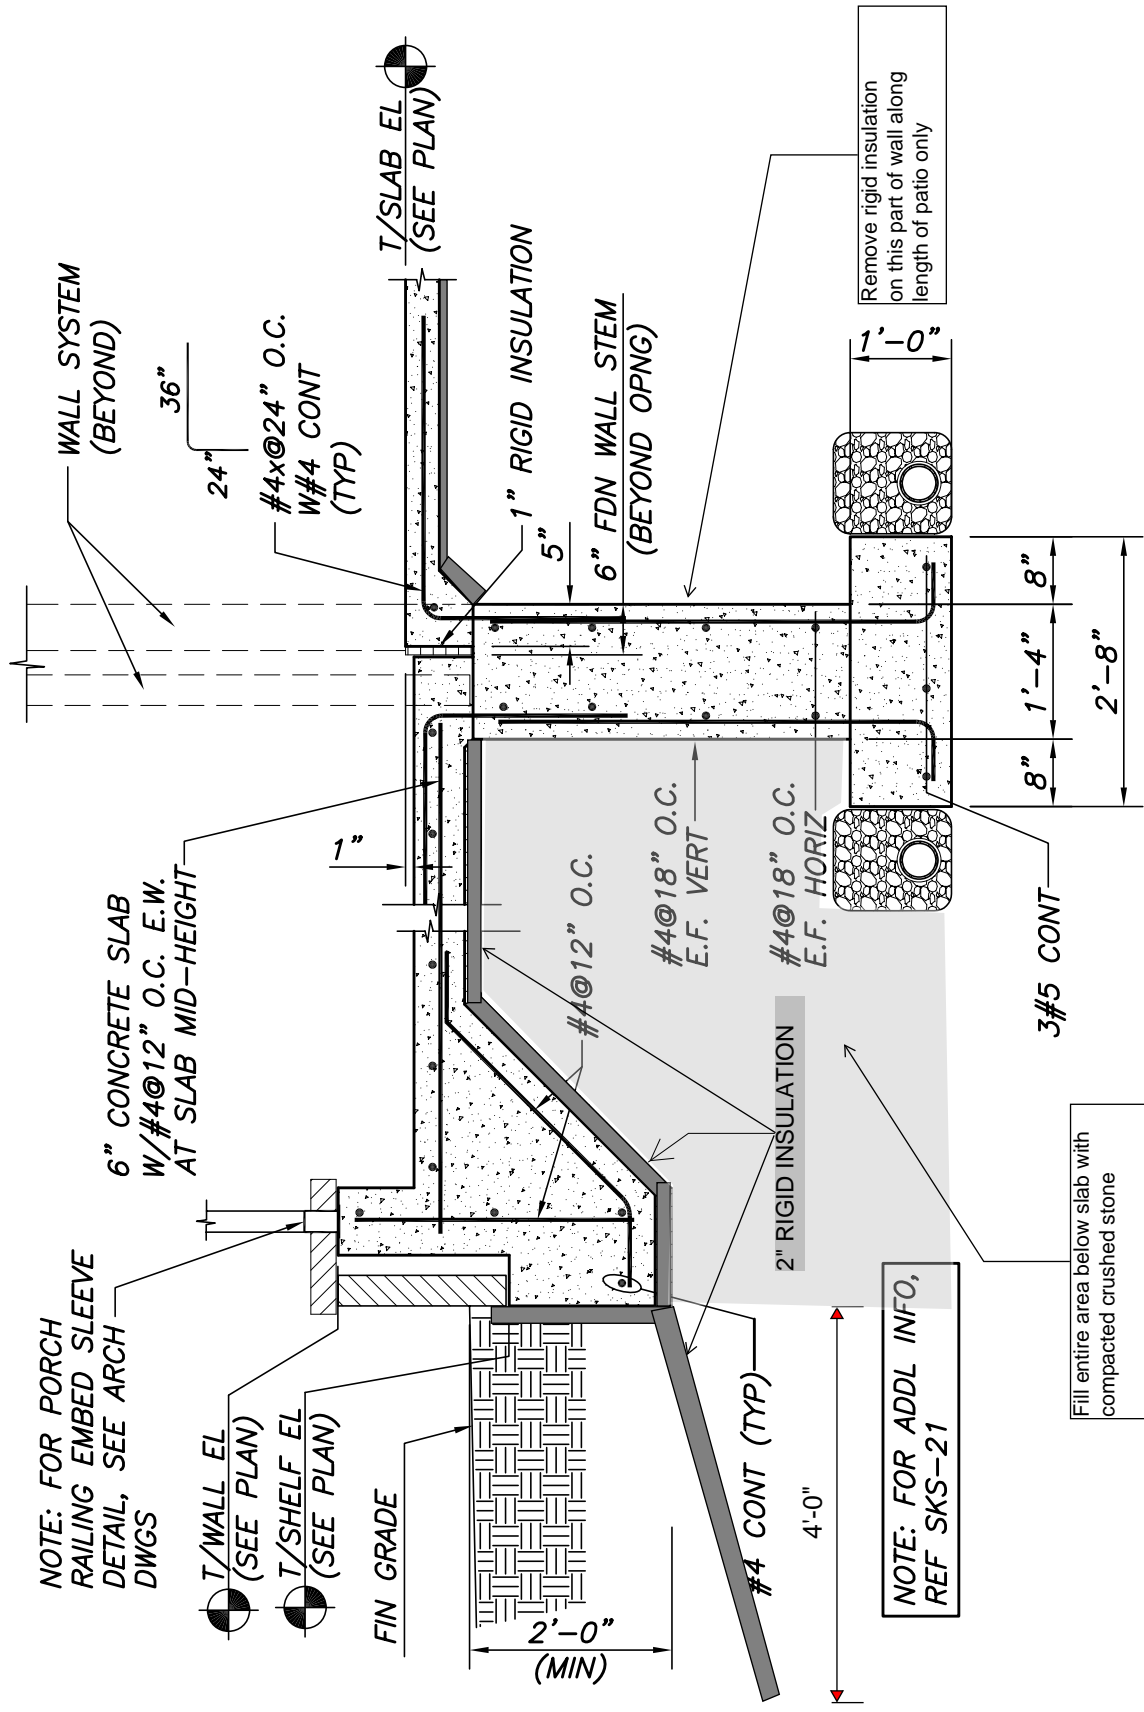 NOTE: FOR PORCH
RAILING EMBED SLEEVE
DETAIL, SEE ARCH
DWGS
6" CONCRETE SLAB
W/#4@12" O.C. E.W.
AT SLAB MID-HEIGHT
WALL SYSTEM
(BEYOND)
36"
24"
#4x@24" O.C.
W#4 CONT
(TYP)
T/SLAB EL
(SEE PLAN)
T/WALL EL
(SEE PLAN)
T/SHELF EL
(SEE PLAN)
FIN GRADE
1"
1" RIGID INSULATION
5"
6" FDN WALL STEM
(BEYOND OPNG)
2'-0"
(MIN)
#4@12" O.C.
#4@18" O.C.
E.F. VERT
#4@18" O.C.
E.F. HORIZ
2" RIGID INSULATION
#4 CONT (TYP)
4'-0"
Remove rigid insulation
on this part of wall along
length of patio only
1'-0"
NOTE: FOR ADDL INFO,
REF SKS-21
3#5 CONT
8"
1'-4"
8"
2'-8"
Fill entire area below slab with
compacted crushed stone